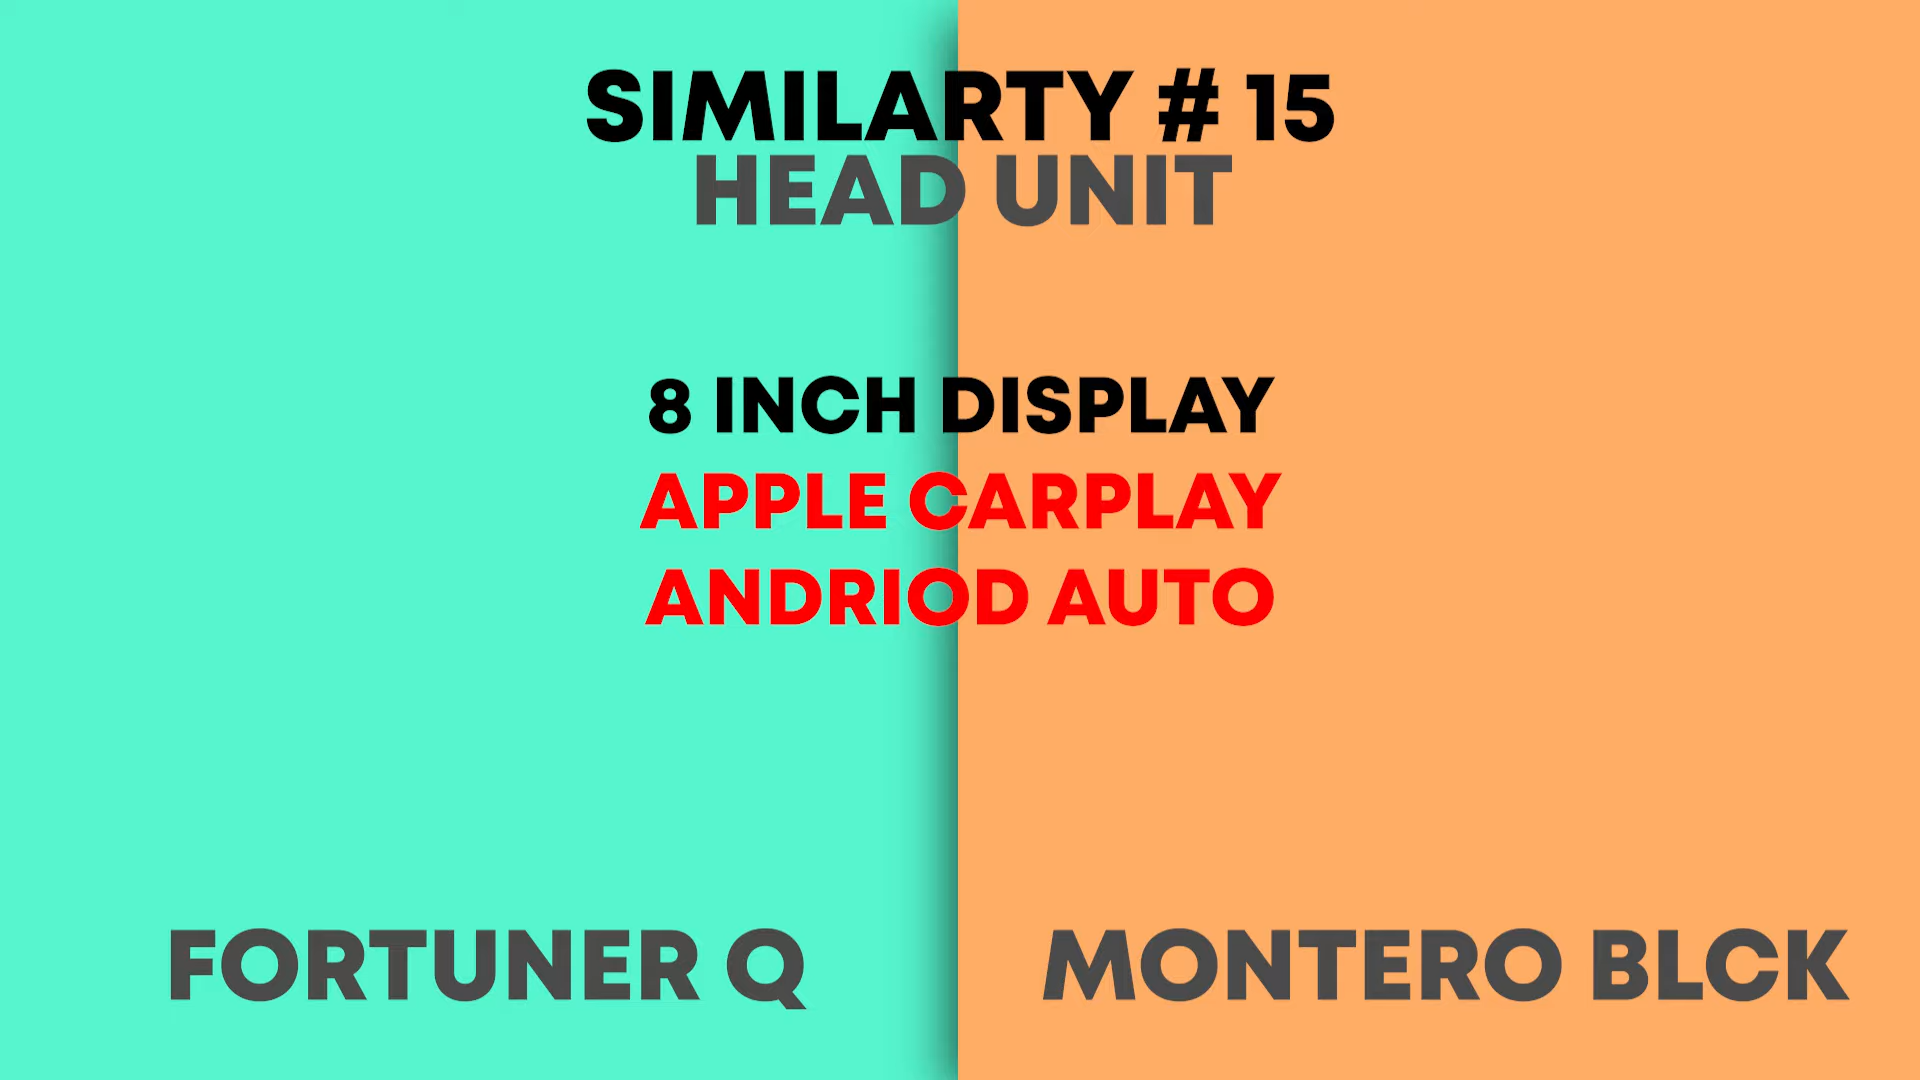 SIMILARTY # 15
HEAD UNIT
8 INCH DISPLAY
APPLE CARPLAY
ANDRIOD AUTO
FORTUNER Q
MONTERO BLCK